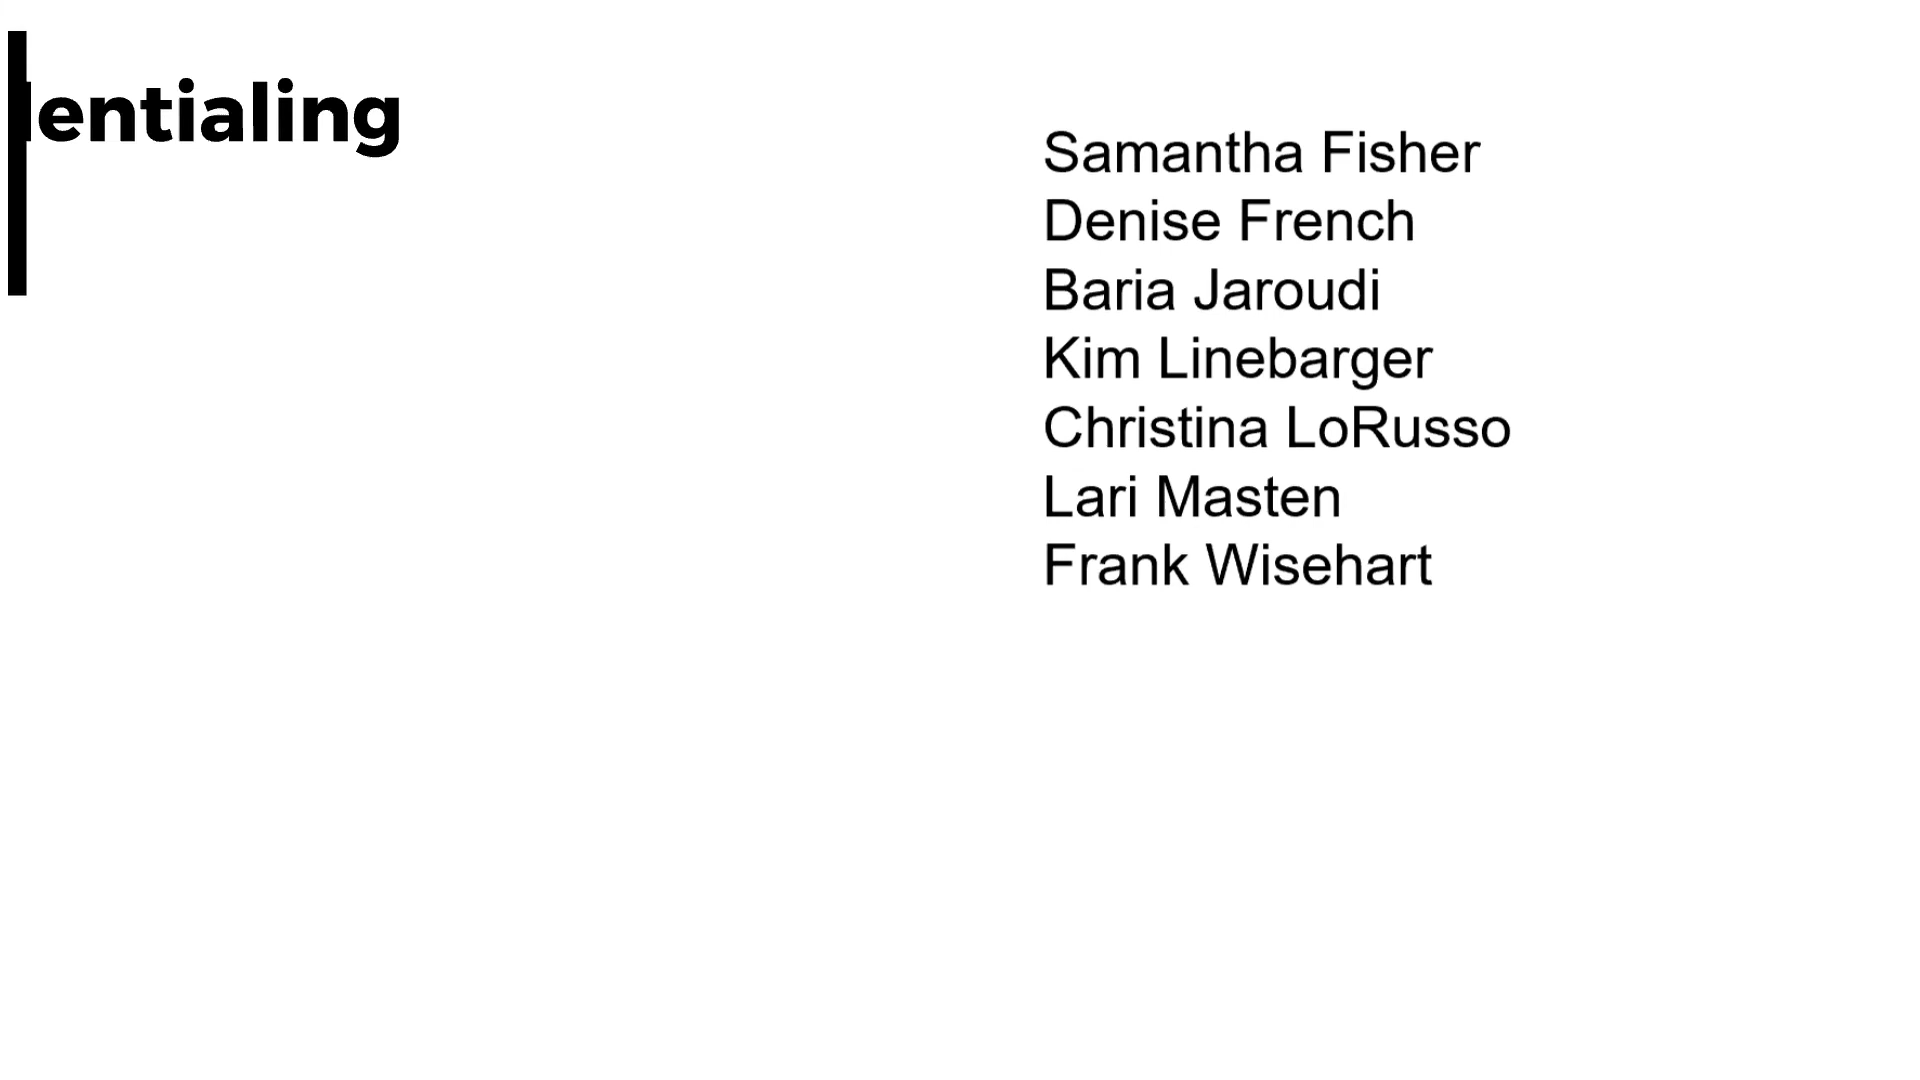 entialing
Samantha Fisher
Denise French
Baria Jaroudi
Kim Linebarger
Christina LoRusso
Lari Masten
Frank Wisehart